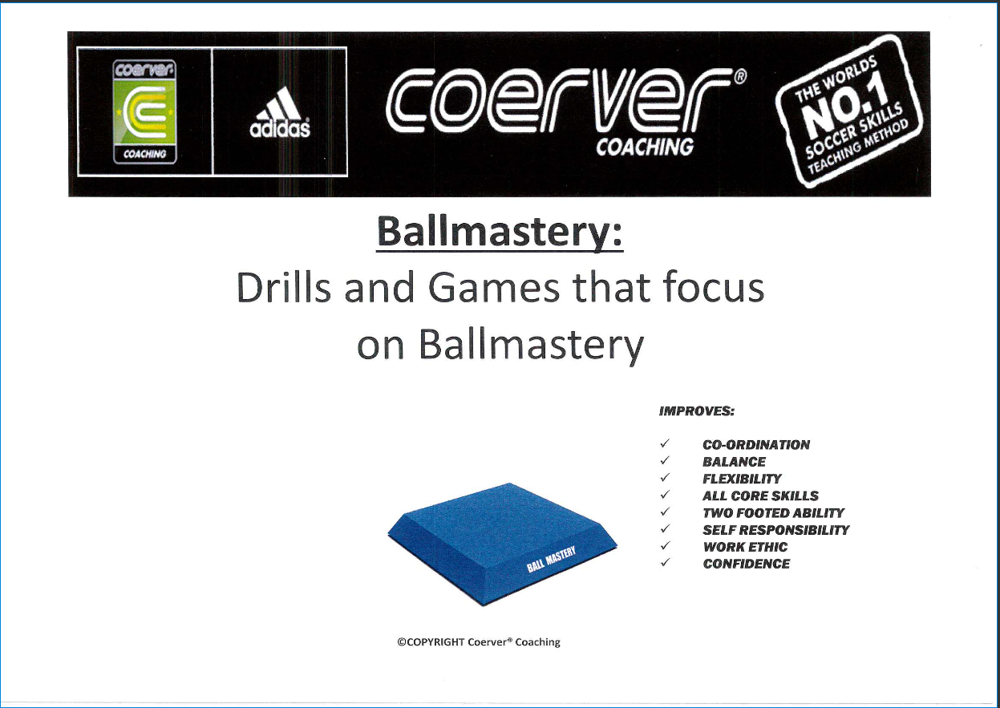 coerver®
COACHING
adidas®
coerver®
COACHING
THE WORLDS
NO.1
SOCCER SKILLS
TEACHING METHOD
Ballmastery:
Drills and Games that focus
on Ballmastery
IMPROVES:
✓ CO-ORDINATION
✓ BALANCE
✓ FLEXIBILITY
✓ ALL CORE SKILLS
✓ TWO FOOTED ABILITY
✓ SELF RESPONSIBILITY
✓ WORK ETHIC
✓ CONFIDENCE
BALL MASTERY
©COPYRIGHT Coerver® Coaching